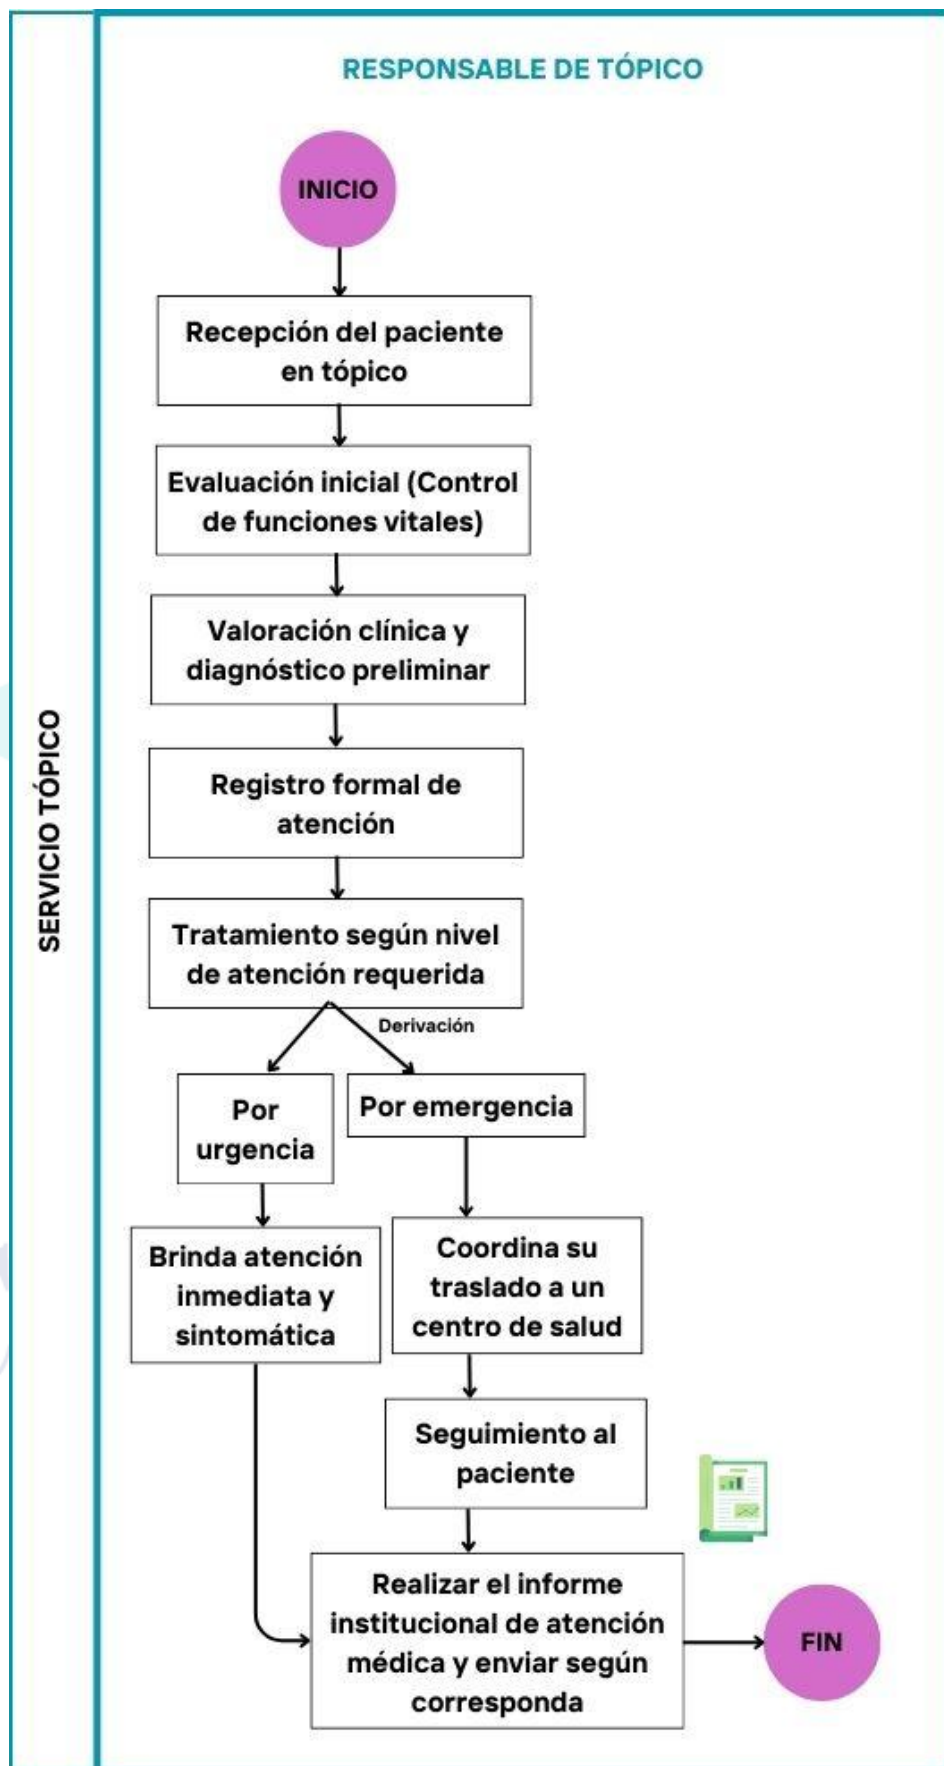 RESPONSABLE DE TÓPICO
SERVICIO TÓPICO
INICIO
Recepción del paciente
en tópico
Evaluación inicial (Control
de funciones vitales)
Valoración clínica y
diagnóstico preliminar
Registro formal de
atención
Tratamiento según nivel
de atención requerida
Derivación
Por
urgencia
Por emergencia
Brinda atención
inmediata y
sintomática
Coordina su
traslado a un
centro de salud
Seguimiento al
paciente
Realizar el informe
institucional de atención
médica y enviar según
corresponda
FIN